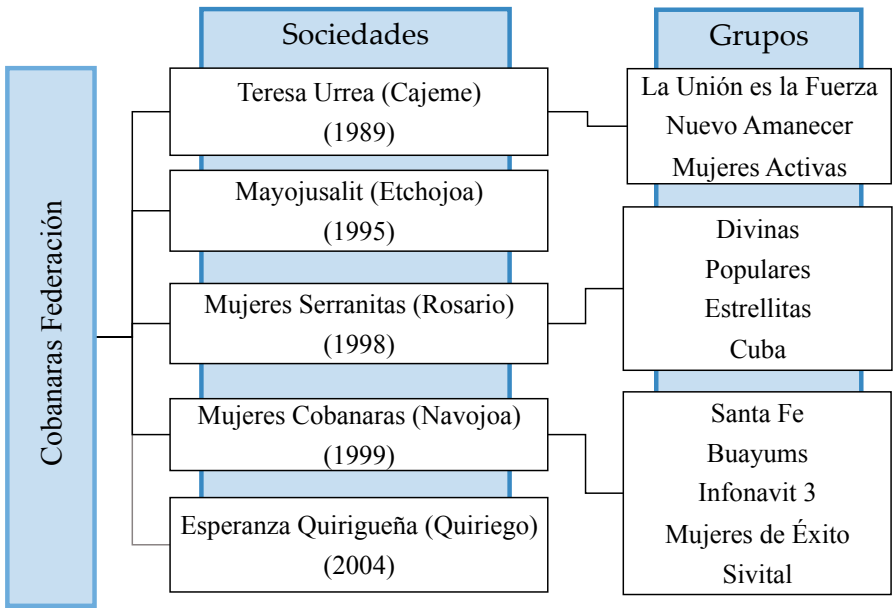 Cobanaras Federación
Sociedades
Teresa Urrea (Cajeme)
(1989)
Mayojusalit (Etchojoa)
(1995)
Mujeres Serranitas (Rosario)
(1998)
Mujeres Cobanaras (Navojoa)
(1999)
Esperanza Quirigueña (Quiriego)
(2004)
Grupos
La Unión es la Fuerza
Nuevo Amanecer
Mujeres Activas
Divinas
Populares
Estrellitas
Cuba
Santa Fe
Buayums
Infonavit 3
Mujeres de Éxito
Sivital